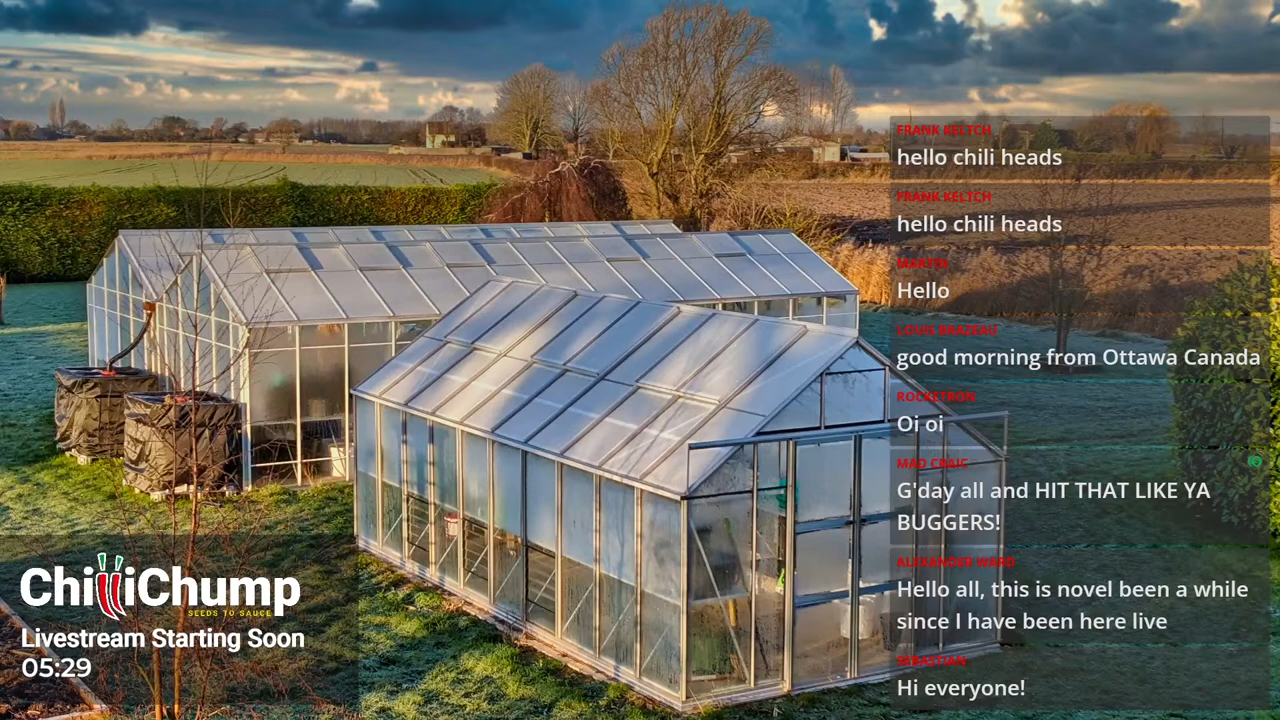 FRANK KELTCH
hello chili heads
FRANK KELTCH
hello chili heads
MARTYN
Hello
LOUIS BRAZEAU
good morning from Ottawa Canada
ROCKETRON
Oi oi
MAD CRAIC
G'day all and HIT THAT LIKE YA
BUGGERS!
ALEXANDER WARD
Hello all, this is novel been a while
since I have been here live
SEBASTIAN
Hi everyone!
ChilliChump
SEEDS TO SAUCE
Livestream Starting Soon
05:29